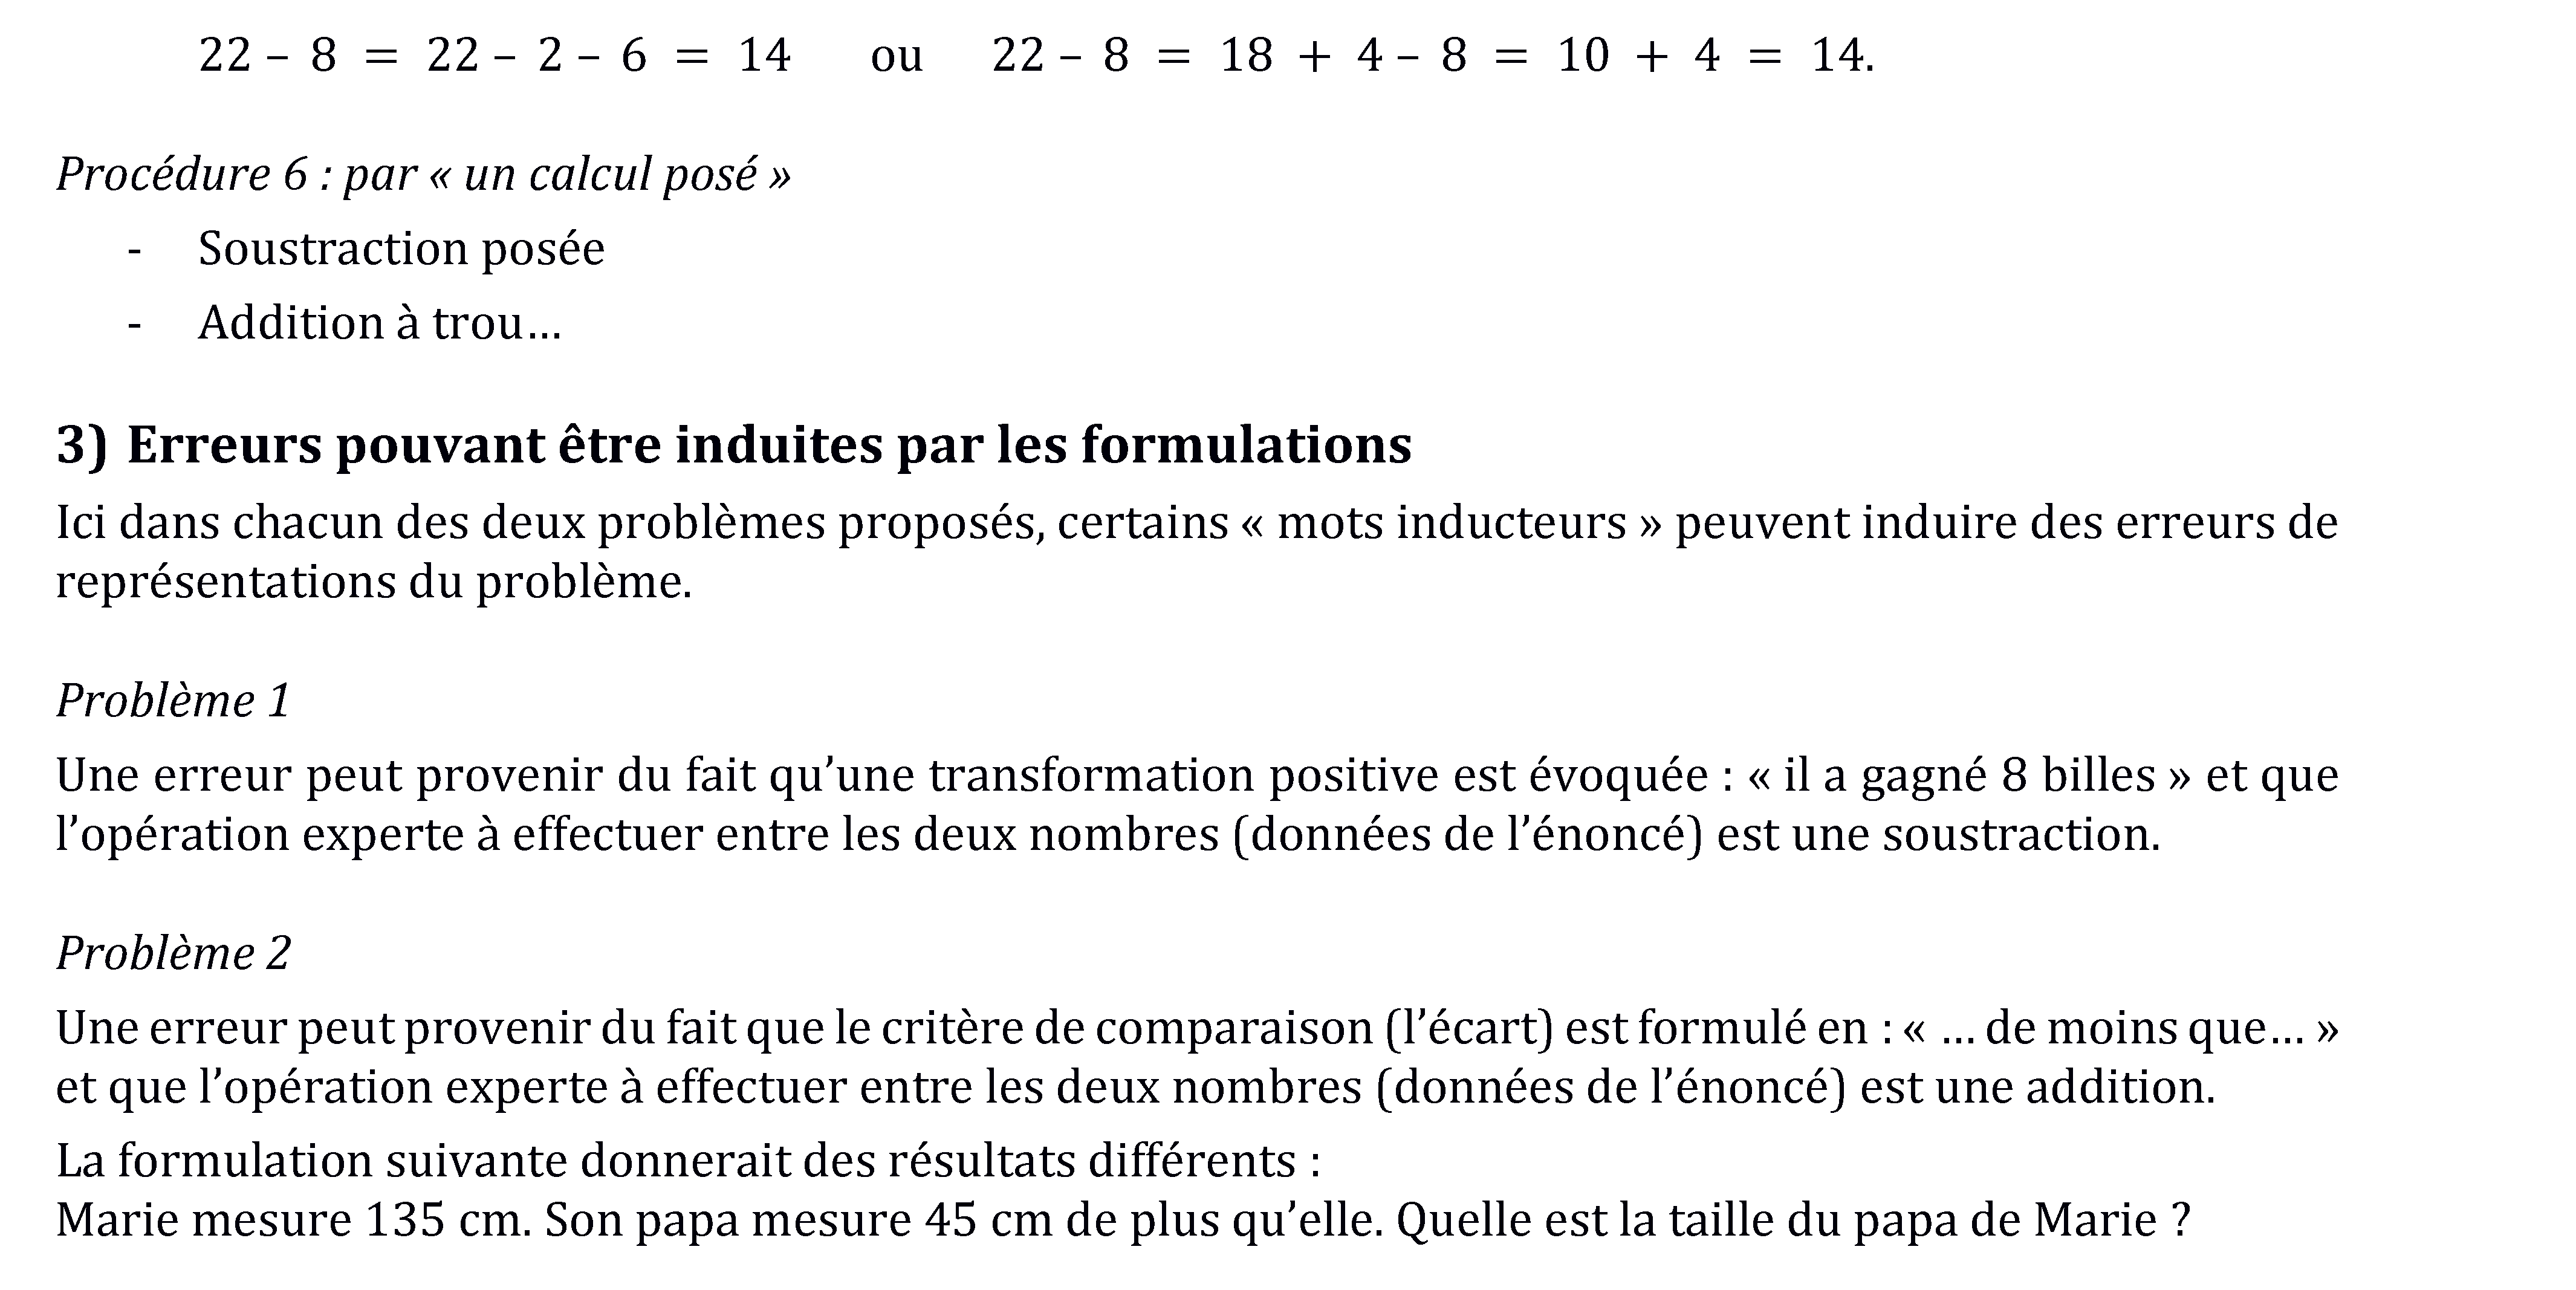 22 – 8 = 22 – 2 – 6 = 14 ou 22 – 8 = 18 + 4 – 8 = 10 + 4 = 14.
Procédure 6 : par « un calcul posé »
- Soustraction posée
- Addition à trou…
3) Erreurs pouvant être induites par les formulations
Ici dans chacun des deux problèmes proposés, certains « mots inducteurs » peuvent induire des erreurs de
représentations du problème.
Problème 1
Une erreur peut provenir du fait qu’une transformation positive est évoquée : « il a gagné 8 billes » et que
l’opération experte à effectuer entre les deux nombres (données de l’énoncé) est une soustraction.
Problème 2
Une erreur peut provenir du fait que le critère de comparaison (l’écart) est formulé en : « … de moins que… »
et que l’opération experte à effectuer entre les deux nombres (données de l’énoncé) est une addition.
La formulation suivante donnerait des résultats différents :
Marie mesure 135 cm. Son papa mesure 45 cm de plus qu’elle. Quelle est la taille du papa de Marie ?